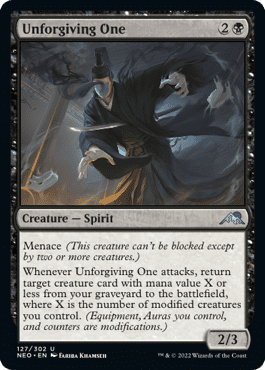 Unforgiving One 2
Creature — Spirit
Menace (This creature can't be blocked except
by two or more creatures.)
Whenever Unforgiving One attacks, return
target creature card with mana value X or
less from your graveyard to the battlefield,
where X is the number of modified creatures
you control. (Equipment, Auras you control,
and counters are modifications.)
2/3
127/302 U
NEO • EN Fariba Khamseh
™ & © 2022 Wizards of the Coast